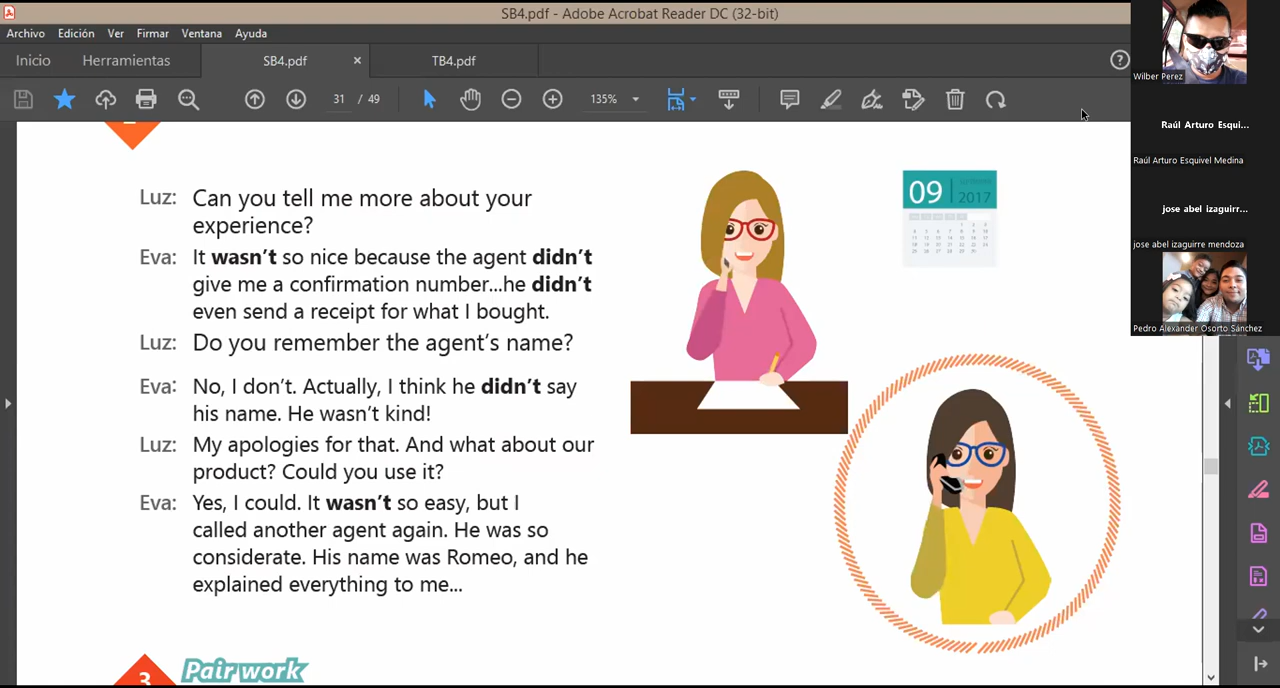 SB4.pdf - Adobe Acrobat Reader DC (32-bit)
Archivo Edición Ver Firmar Ventana Ayuda
Inicio Herramientas SB4.pdf × TB4.pdf
31 / 49 135%
Wilber Perez
Raúl Arturo Esqui...
Raúl Arturo Esquivel Medina
jose abel izaguirr...
jose abel izaguirre mendoza
Pedro Alexander Osorto Sánchez
Luz: Can you tell me more about your
experience?
Eva: It wasn't so nice because the agent didn't
give me a confirmation number...he didn't
even send a receipt for what I bought.
Luz: Do you remember the agent's name?
Eva: No, I don't. Actually, I think he didn't say
his name. He wasn't kind!
Luz: My apologies for that. And what about our
product? Could you use it?
Eva: Yes, I could. It wasn't so easy, but I
called another agent again. He was so
considerate. His name was Romeo, and he
explained everything to me...
09
2017
3 Pair work